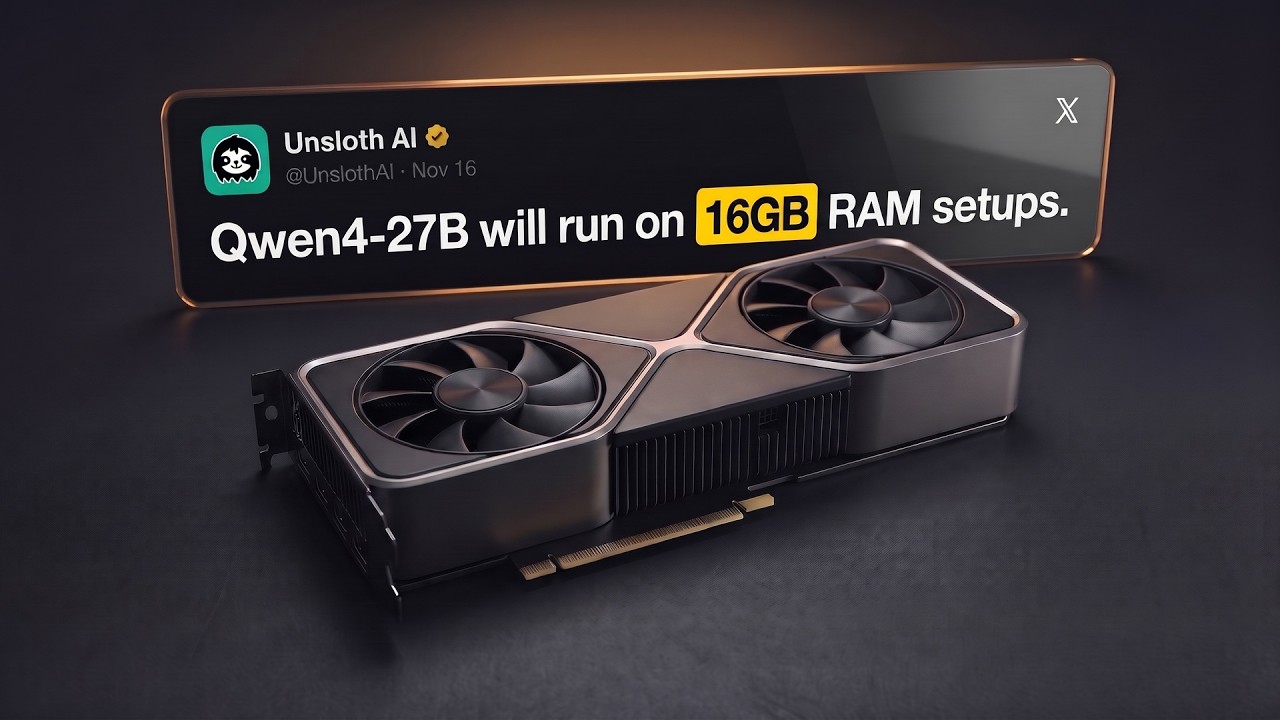 Unsloth AI
@UnslothAI · Nov 16
Qwen4-27B will run on 16GB RAM setups.